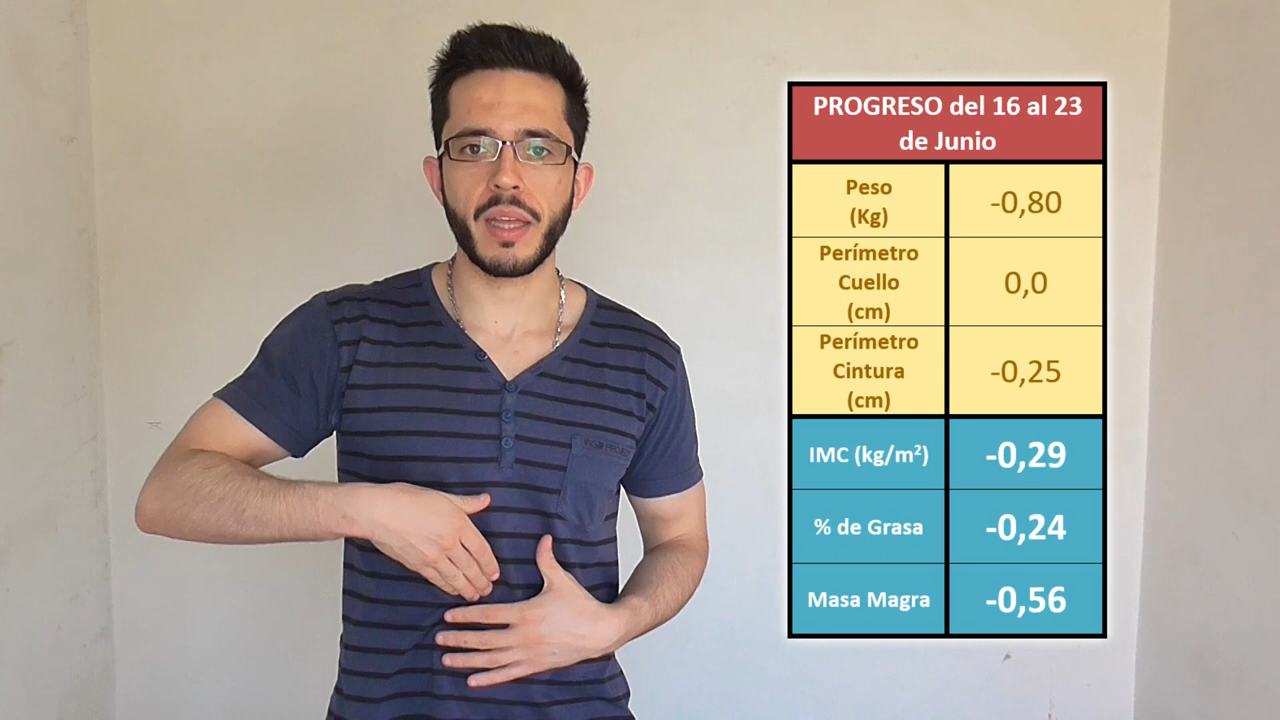 PROGRESO del 16 al 23
de Junio
Peso
(Kg)
-0,80
Perímetro
Cuello
(cm)
0,0
Perímetro
Cintura
(cm)
-0,25
IMC (kg/m²)
-0,29
% de Grasa
-0,24
Masa Magra
-0,56